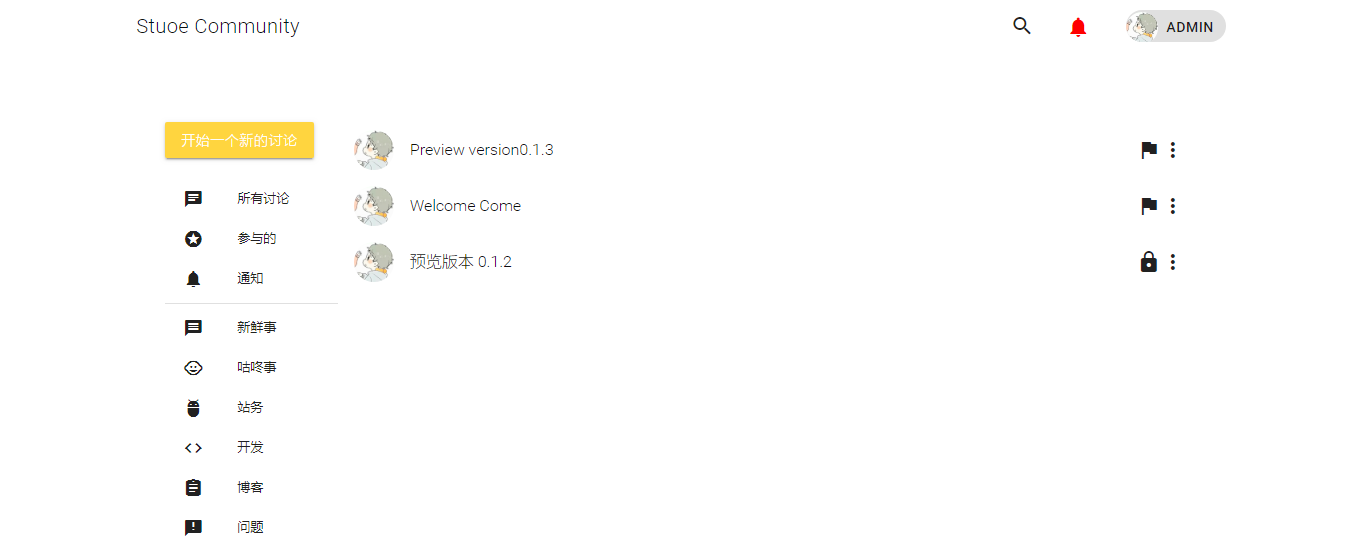 Stuoe Community
ADMIN
开始一个新的讨论
所有讨论
参与的
通知
新鲜事
咕咚事
站务
开发
博客
问题
Preview version0.1.3
Welcome Come
预览版本 0.1.2